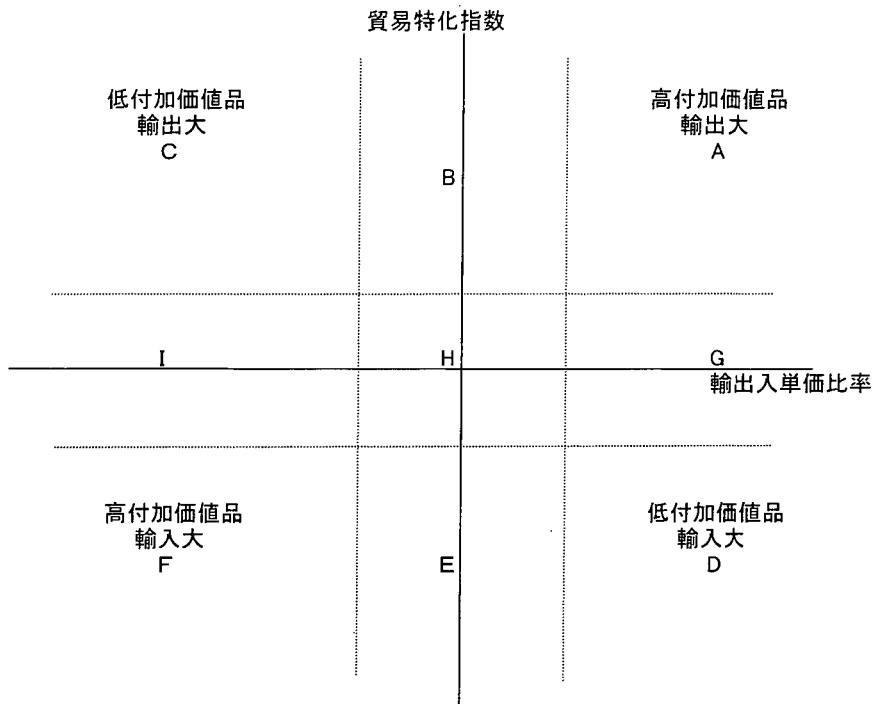 貿易特化指数
低付加価値品
輸出大
C
高付加価値品
輸出大
A
B
I
H
G
輸出入単価比率
高付加価値品
輸入大
F
E
低付加価値品
輸入大
D